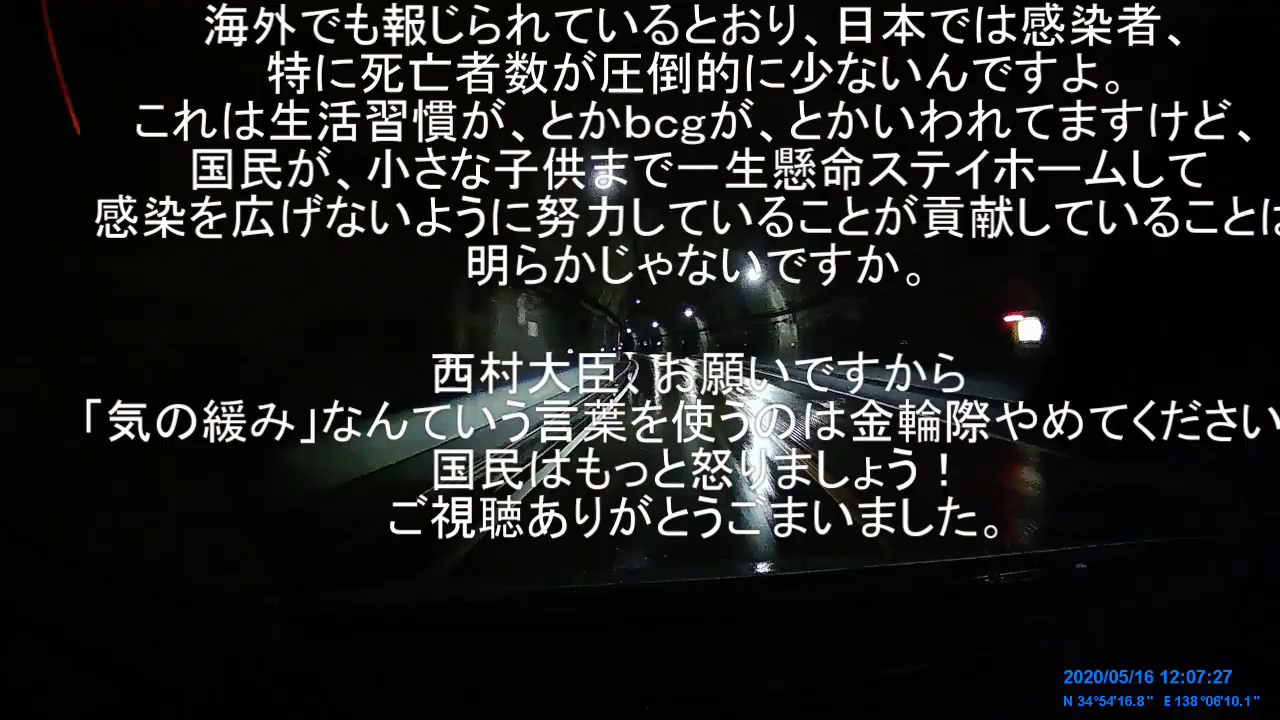 海外でも報じられているとおり、日本では感染者、
特に死亡者数が圧倒的に少ないんですよ。
これは生活習慣が、とかbcgが、とかいわれてますけど、
国民が、小さな子供まで一生懸命ステイホームして
感染を広げないように努力していることが貢献していることは
明らかじゃないですか。
西村大臣、お願いですから
「気の緩み」なんていう言葉を使うのは金輪際やめてください
国民はもっと怒りましょう！
ご視聴ありがとうごまいました。
2020/05/16 12:07:27
N 34°54'16.8" E 138°06'10.1"